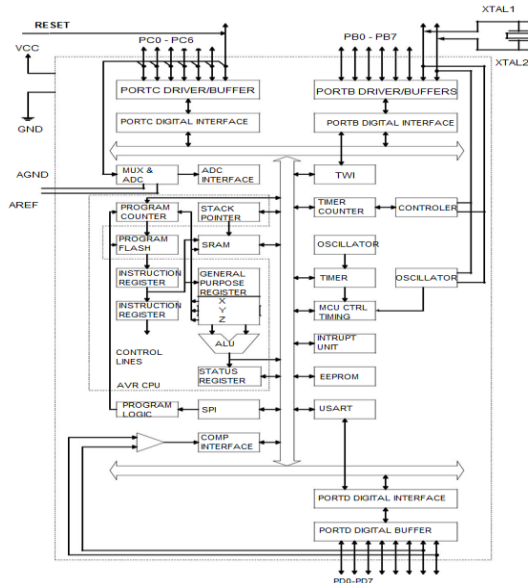 XTAL1
RESET
PC0 - PC6
PB0 - PB7
VCC
XTAL2
PORTC DRIVER/BUFFER
PORTB DRIVER/BUFFERS
PORTC DIGITAL INTERFACE
PORTB DIGITAL INTERFACE
GND
AGND
MUX &
ADC
ADC
INTERFACE
TWI
AREF
PROGRAM
COUNTER
STACK
POINTER
TIMER
COUNTER
CONTROLER
PROGRAM
FLASH
SRAM
OSCILLATOR
INSTRUCTION
REGISTER
GENERAL
PURPOSE
REGISTER
TIMER
OSCILLATOR
INSTRUCTION
REGISTER
X
Y
Z
MCU CTRL
TIMING
ALU
INTRUPT
UNIT
CONTROL
LINES
STATUS
REGISTER
EEPROM
AVR CPU
PROGRAM
LOGIC
SPI
USART
COMP
INTERFACE
PORTD DIGITAL INTERFACE
PORTD DIGITAL BUFFER
PD0-PD7